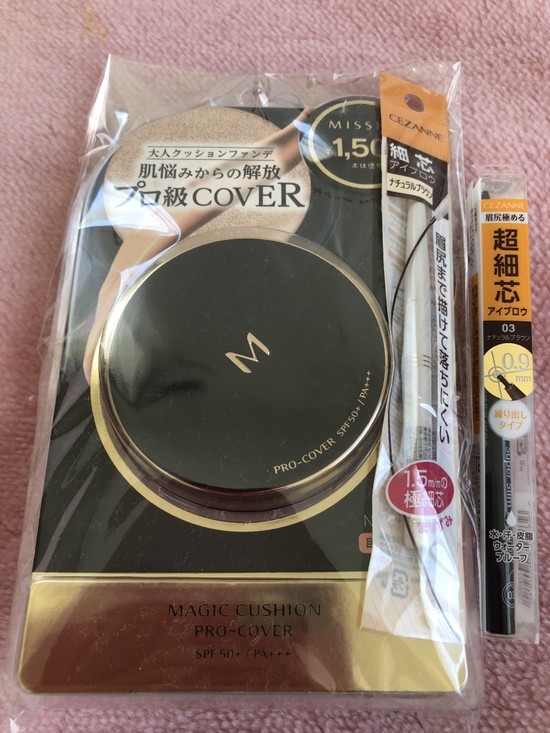 大人クッションファンデ
肌悩みからの解放
プロ級COVER
M
PRO-COVER SPF50+/PA+++
MAGIC CUSHION
PRO-COVER
SPF 50+ / PA+++
CEZANNE
細芯
アイブロウ
ナチュラルブラウン
眉尻まで描けて落ちにくい
1.5m/mの
極細芯
CEZANNE
眉尻極める
超細芯
アイブロウ
03
ナチュラルブラウン
0.9
mm
繰り出し
タイプ
水・汗・皮脂
ウォーター
プルーフ
03